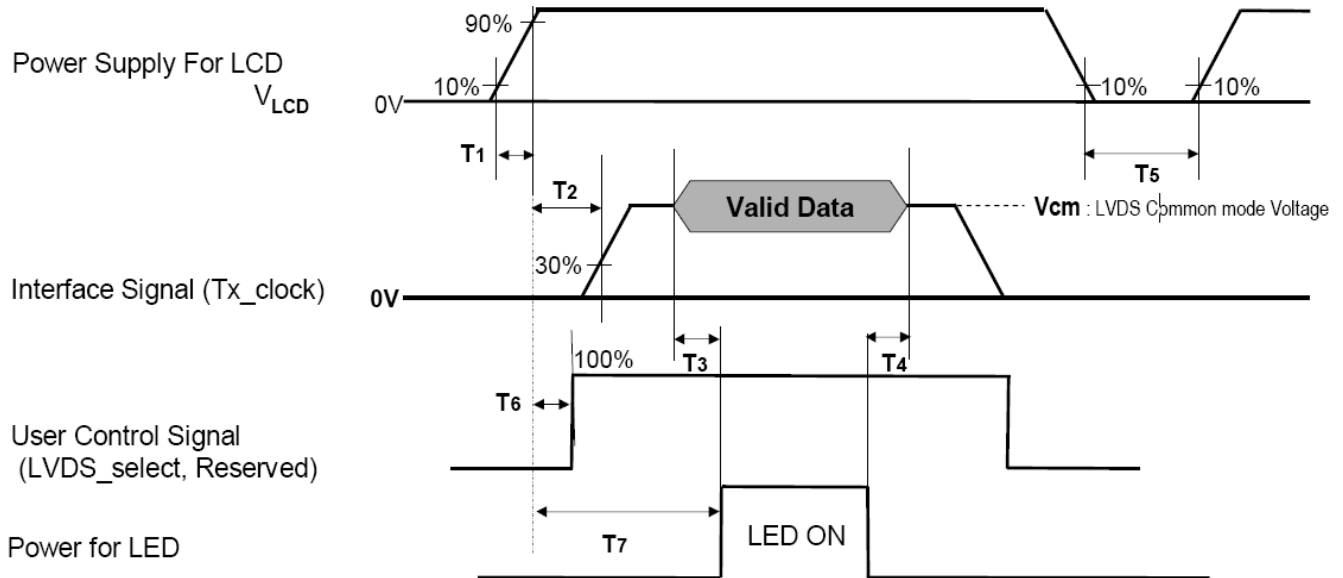 90%
Power Supply For LCD
VLCD
10%
0V
10%
10%
T1
T2
T5
Valid Data
Vcm : LVDS Common mode Voltage
30%
Interface Signal (Tx_clock)
0V
100%
T3
T4
T6
User Control Signal
(LVDS_select, Reserved)
T7
LED ON
Power for LED